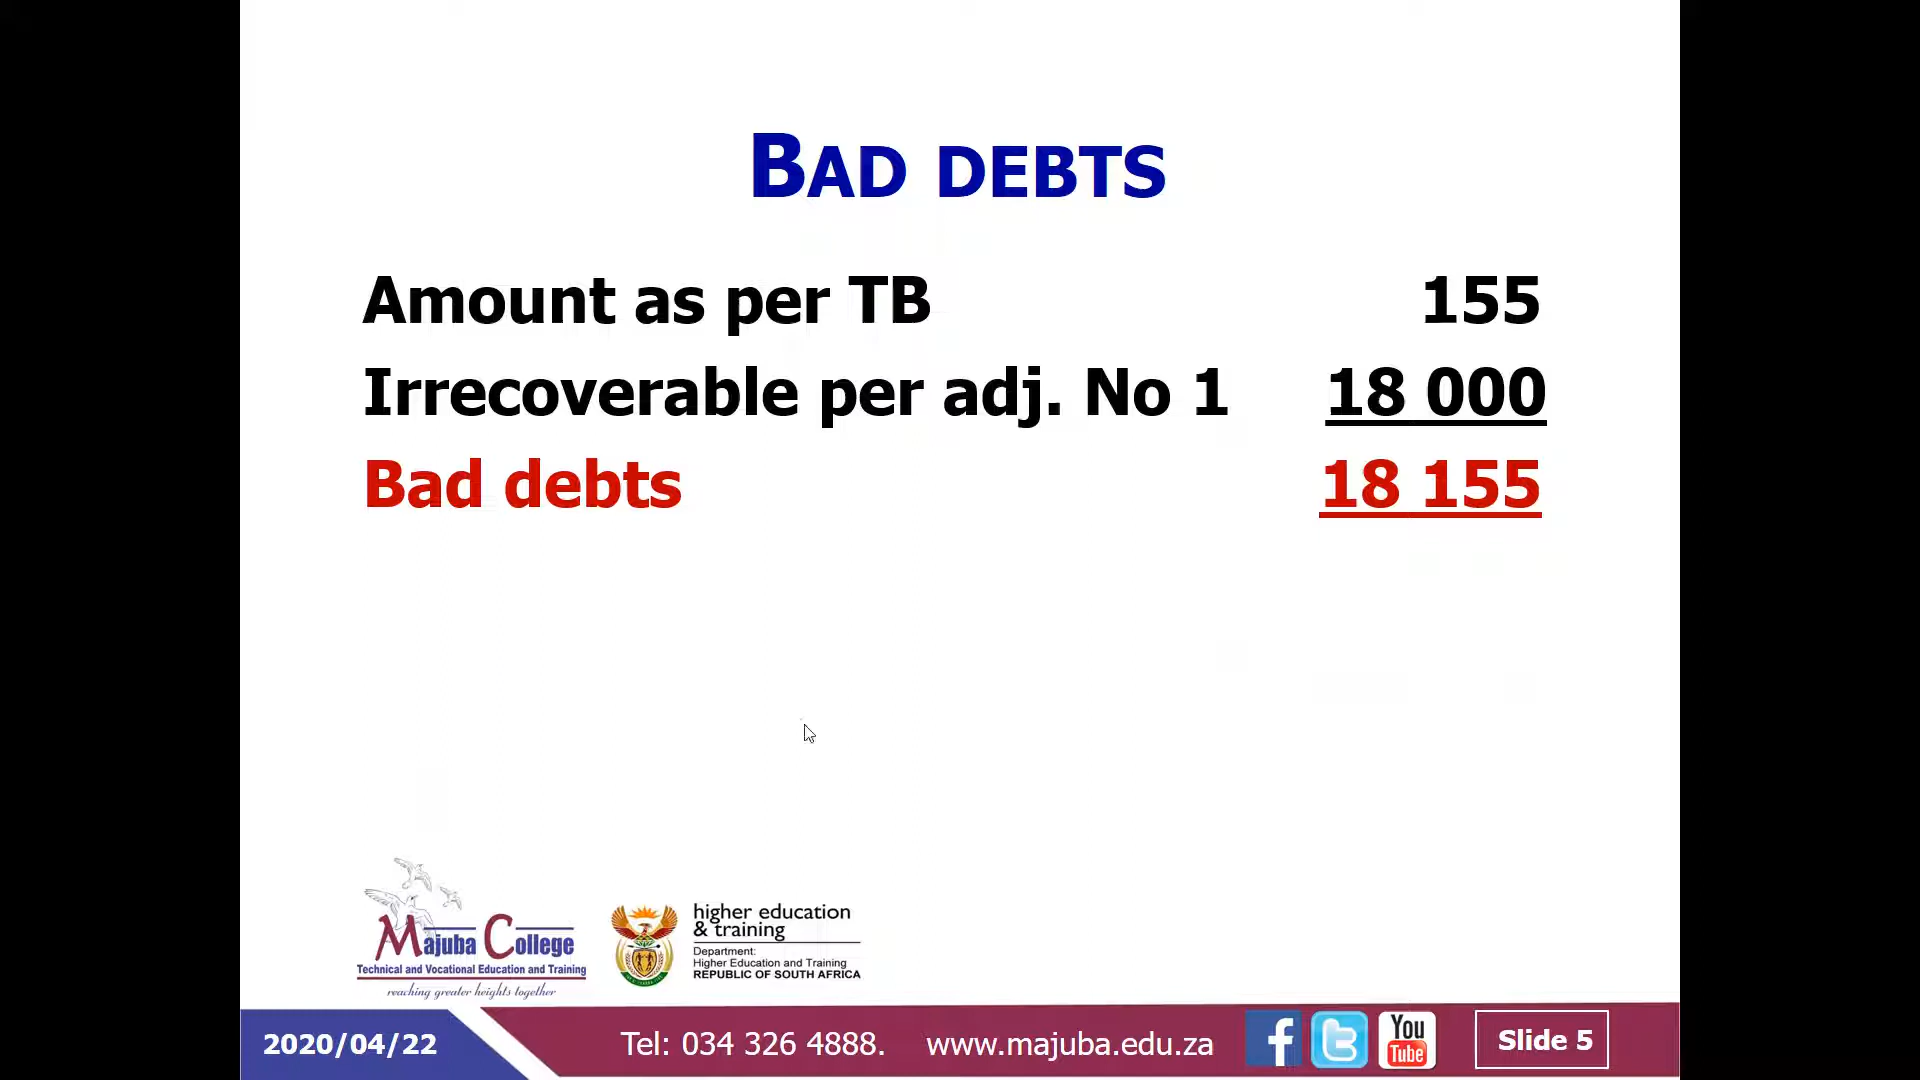 BAD DEBTS
Amount as per TB 155
Irrecoverable per adj. No 1 18 000
Bad debts 18 155
Majuba College
Technical and Vocational Education and Training
reaching greater heights together
higher education
& training
Department:
Higher Education and Training
REPUBLIC OF SOUTH AFRICA
2020/04/22 Tel: 034 326 4888. www.majuba.edu.za f You Tube Slide 5